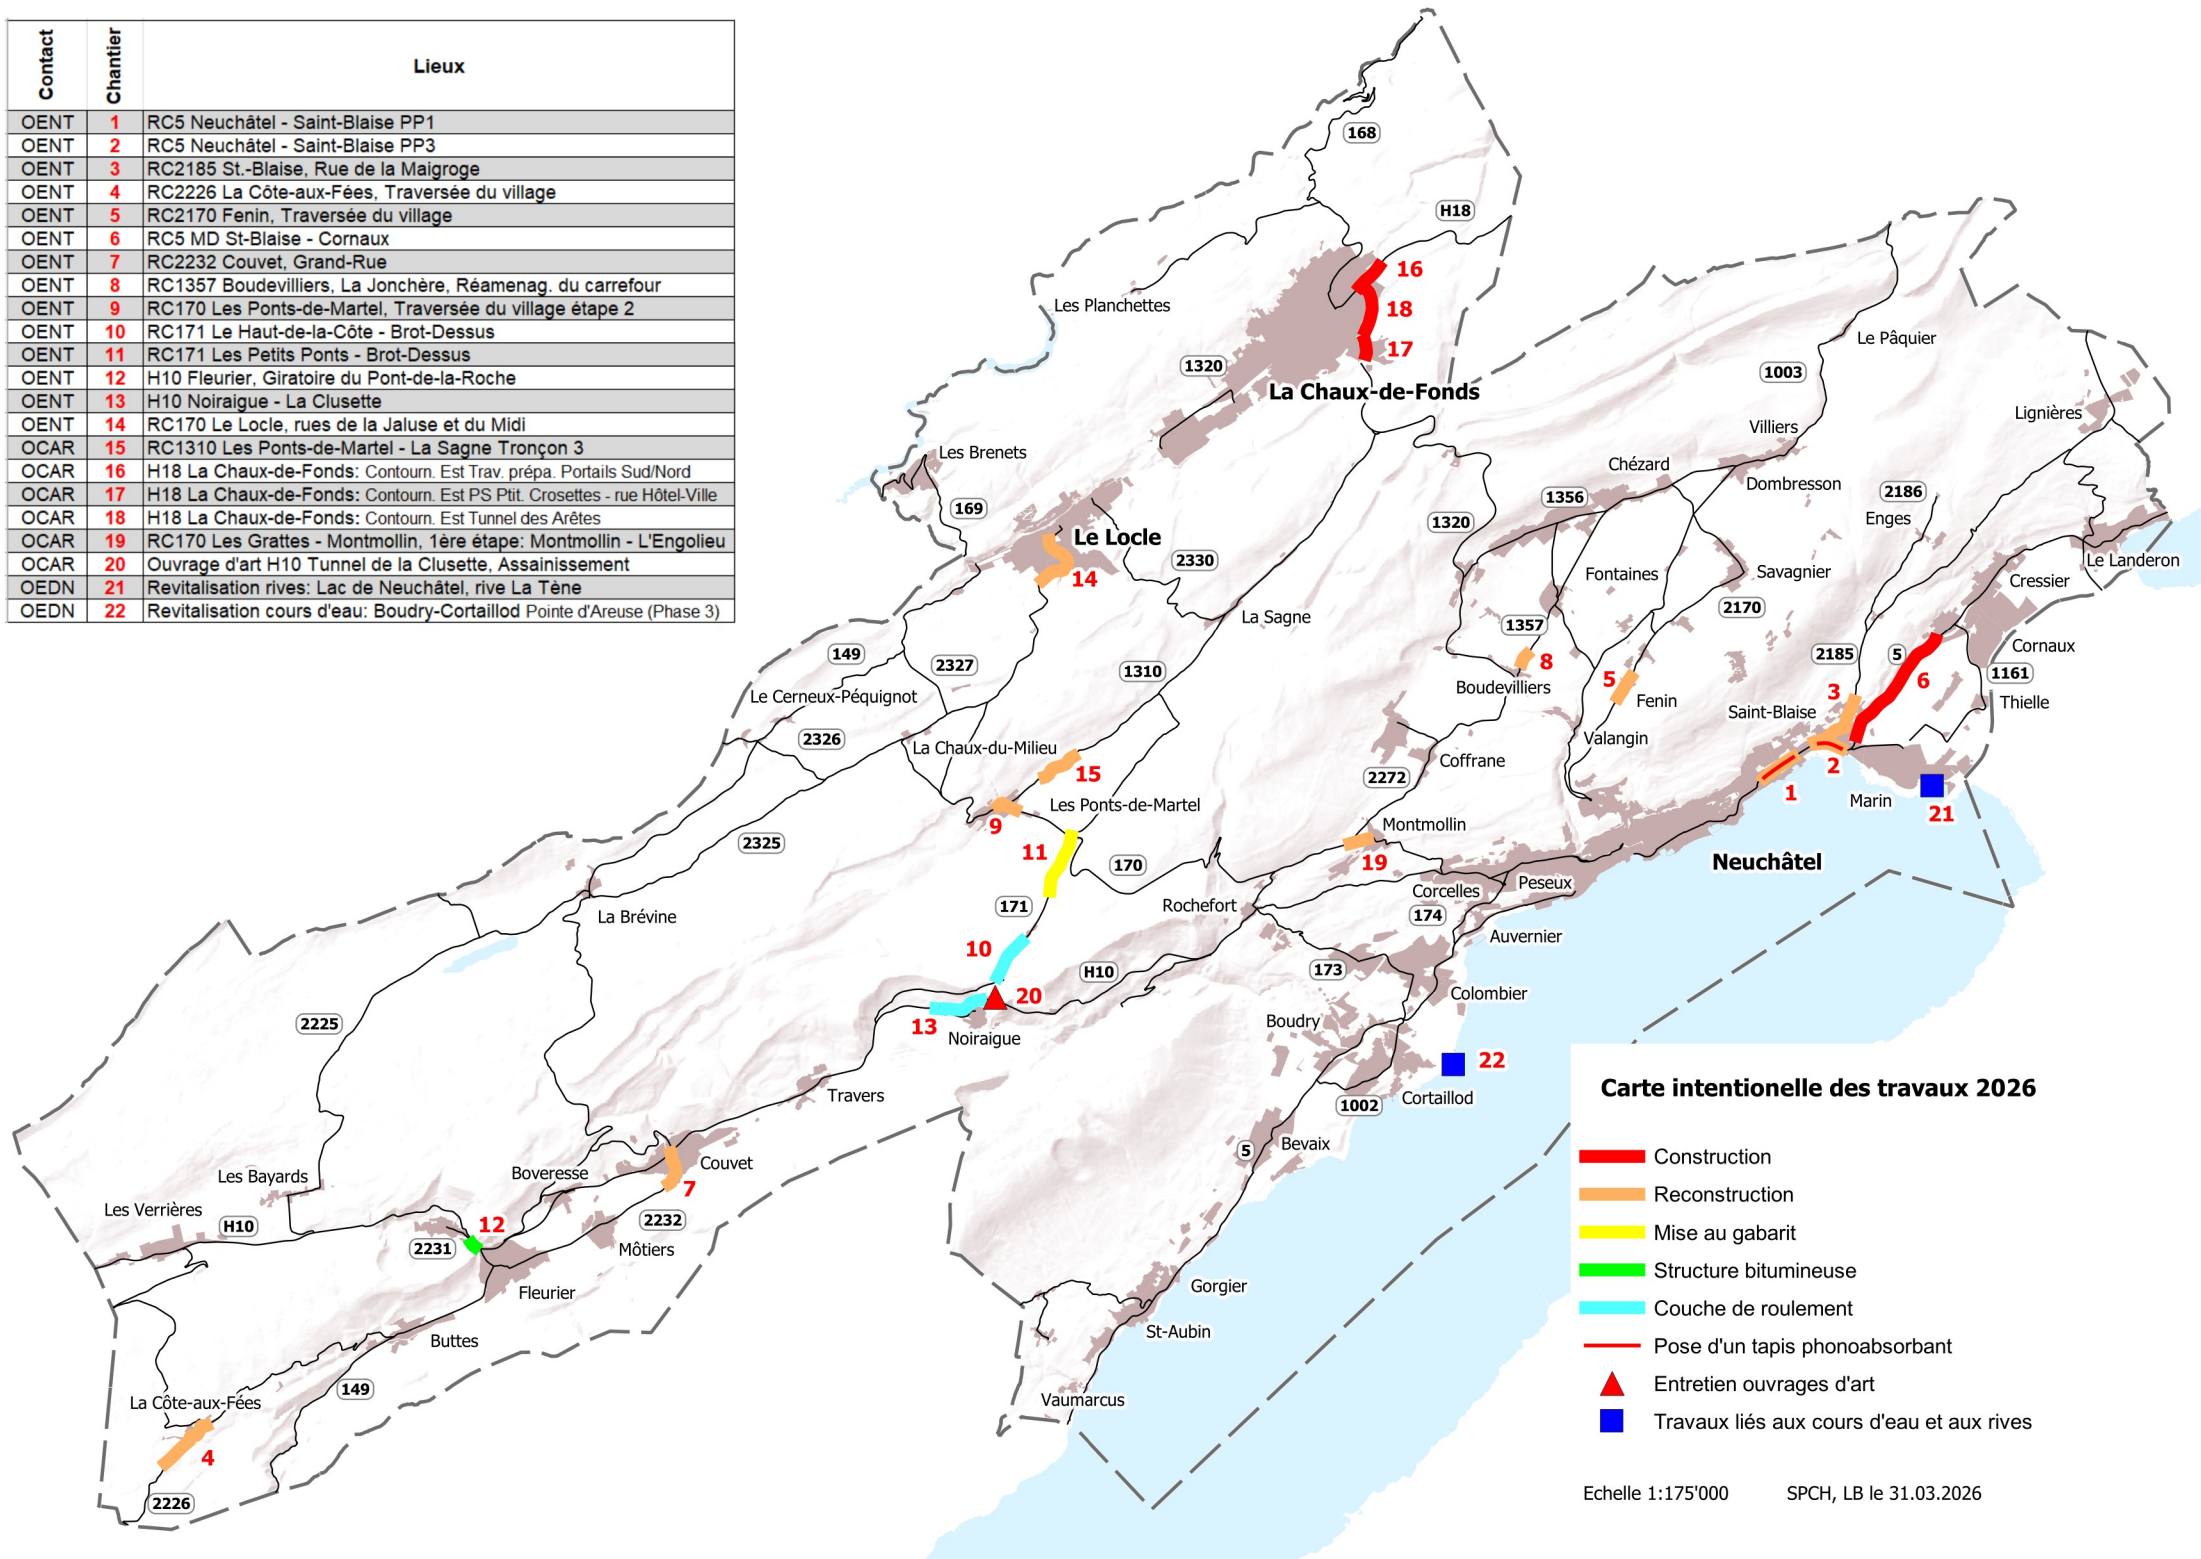 Contact Chantier Lieux
OENT 1 RC5 Neuchâtel - Saint-Blaise PP1
OENT 2 RC5 Neuchâtel - Saint-Blaise PP3
OENT 3 RC2185 St.-Blaise, Rue de la Maigroge
OENT 4 RC2226 La Côte-aux-Fées, Traversée du village
OENT 5 RC2170 Fenin, Traversée du village
OENT 6 RC5 MD St-Blaise - Cornaux
OENT 7 RC2232 Couvet, Grand-Rue
OENT 8 RC1357 Boudevilliers, La Jonchère, Réamenag. du carrefour
OENT 9 RC170 Les Ponts-de-Martel, Traversée du village étape 2
OENT 10 RC171 Le Haut-de-la-Côte - Brot-Dessus
OENT 11 RC171 Les Petits Ponts - Brot-Dessus
OENT 12 H10 Fleurier, Giratoire du Pont-de-la-Roche
OENT 13 H10 Noiraigue - La Clusette
OENT 14 RC170 Le Locle, rues de la Jaluse et du Midi
OCAR 15 RC1310 Les Ponts-de-Martel - La Sagne Tronçon 3
OCAR 16 H18 La Chaux-de-Fonds: Contourn. Est Trav. prépa. Portails Sud/Nord
OCAR 17 H18 La Chaux-de-Fonds: Contourn. Est PS Ptit. Crosettes - rue Hôtel-Ville
OCAR 18 H18 La Chaux-de-Fonds: Contourn. Est Tunnel des Arêtes
OCAR 19 RC170 Les Grattes - Montmollin, 1ère étape: Montmollin - L'Engolieu
OCAR 20 Ouvrage d'art H10 Tunnel de la Clusette, Assainissement
OEDN 21 Revitalisation rives: Lac de Neuchâtel, rive La Tène
OEDN 22 Revitalisation cours d'eau: Boudry-Cortaillod Pointe d'Areuse (Phase 3)
168
H18
16
Les Planchettes
18
Le Pâquier
17
1320
1003
La Chaux-de-Fonds
Lignières
Villiers
Les Brenets
Chézard
Dombresson
2186
1356
169
1320
Enges
Le Locle
2330
Le Landeron
Fontaines
Savagnier
Cressier
14
2170
La Sagne
1357
Cornaux
149
2185
5
2327
8
1310
1161
5
6
Boudevilliers
3
Le Cerneux-Péquignot
Fenin
Thielle
Saint-Blaise
2326
Valangin
La Chaux-du-Milieu
Coffrane
2
15
2272
1
Marin
Les Ponts-de-Martel
21
9
Montmollin
2325
11
170
19
Neuchâtel
Peseux
Corcelles
171
Rochefort
174
La Brévine
Auvernier
10
H10
173
20
Colombier
2225
13
Boudry
Noiraigue
22
Travers
Cortaillod
1002
Bevaix
5
Couvet
Boveresse
Les Bayards
7
Les Verrières
2232
12
H10
2231
Môtiers
Gorgier
Fleurier
St-Aubin
Buttes
149
La Côte-aux-Fées
Vaumarcus
4
2226
Carte intentionelle des travaux 2026
Construction
Reconstruction
Mise au gabarit
Structure bitumineuse
Couche de roulement
Pose d'un tapis phonoabsorbant
Entretien ouvrages d'art
Travaux liés aux cours d'eau et aux rives
Echelle 1:175'000 SPCH, LB le 31.03.2026